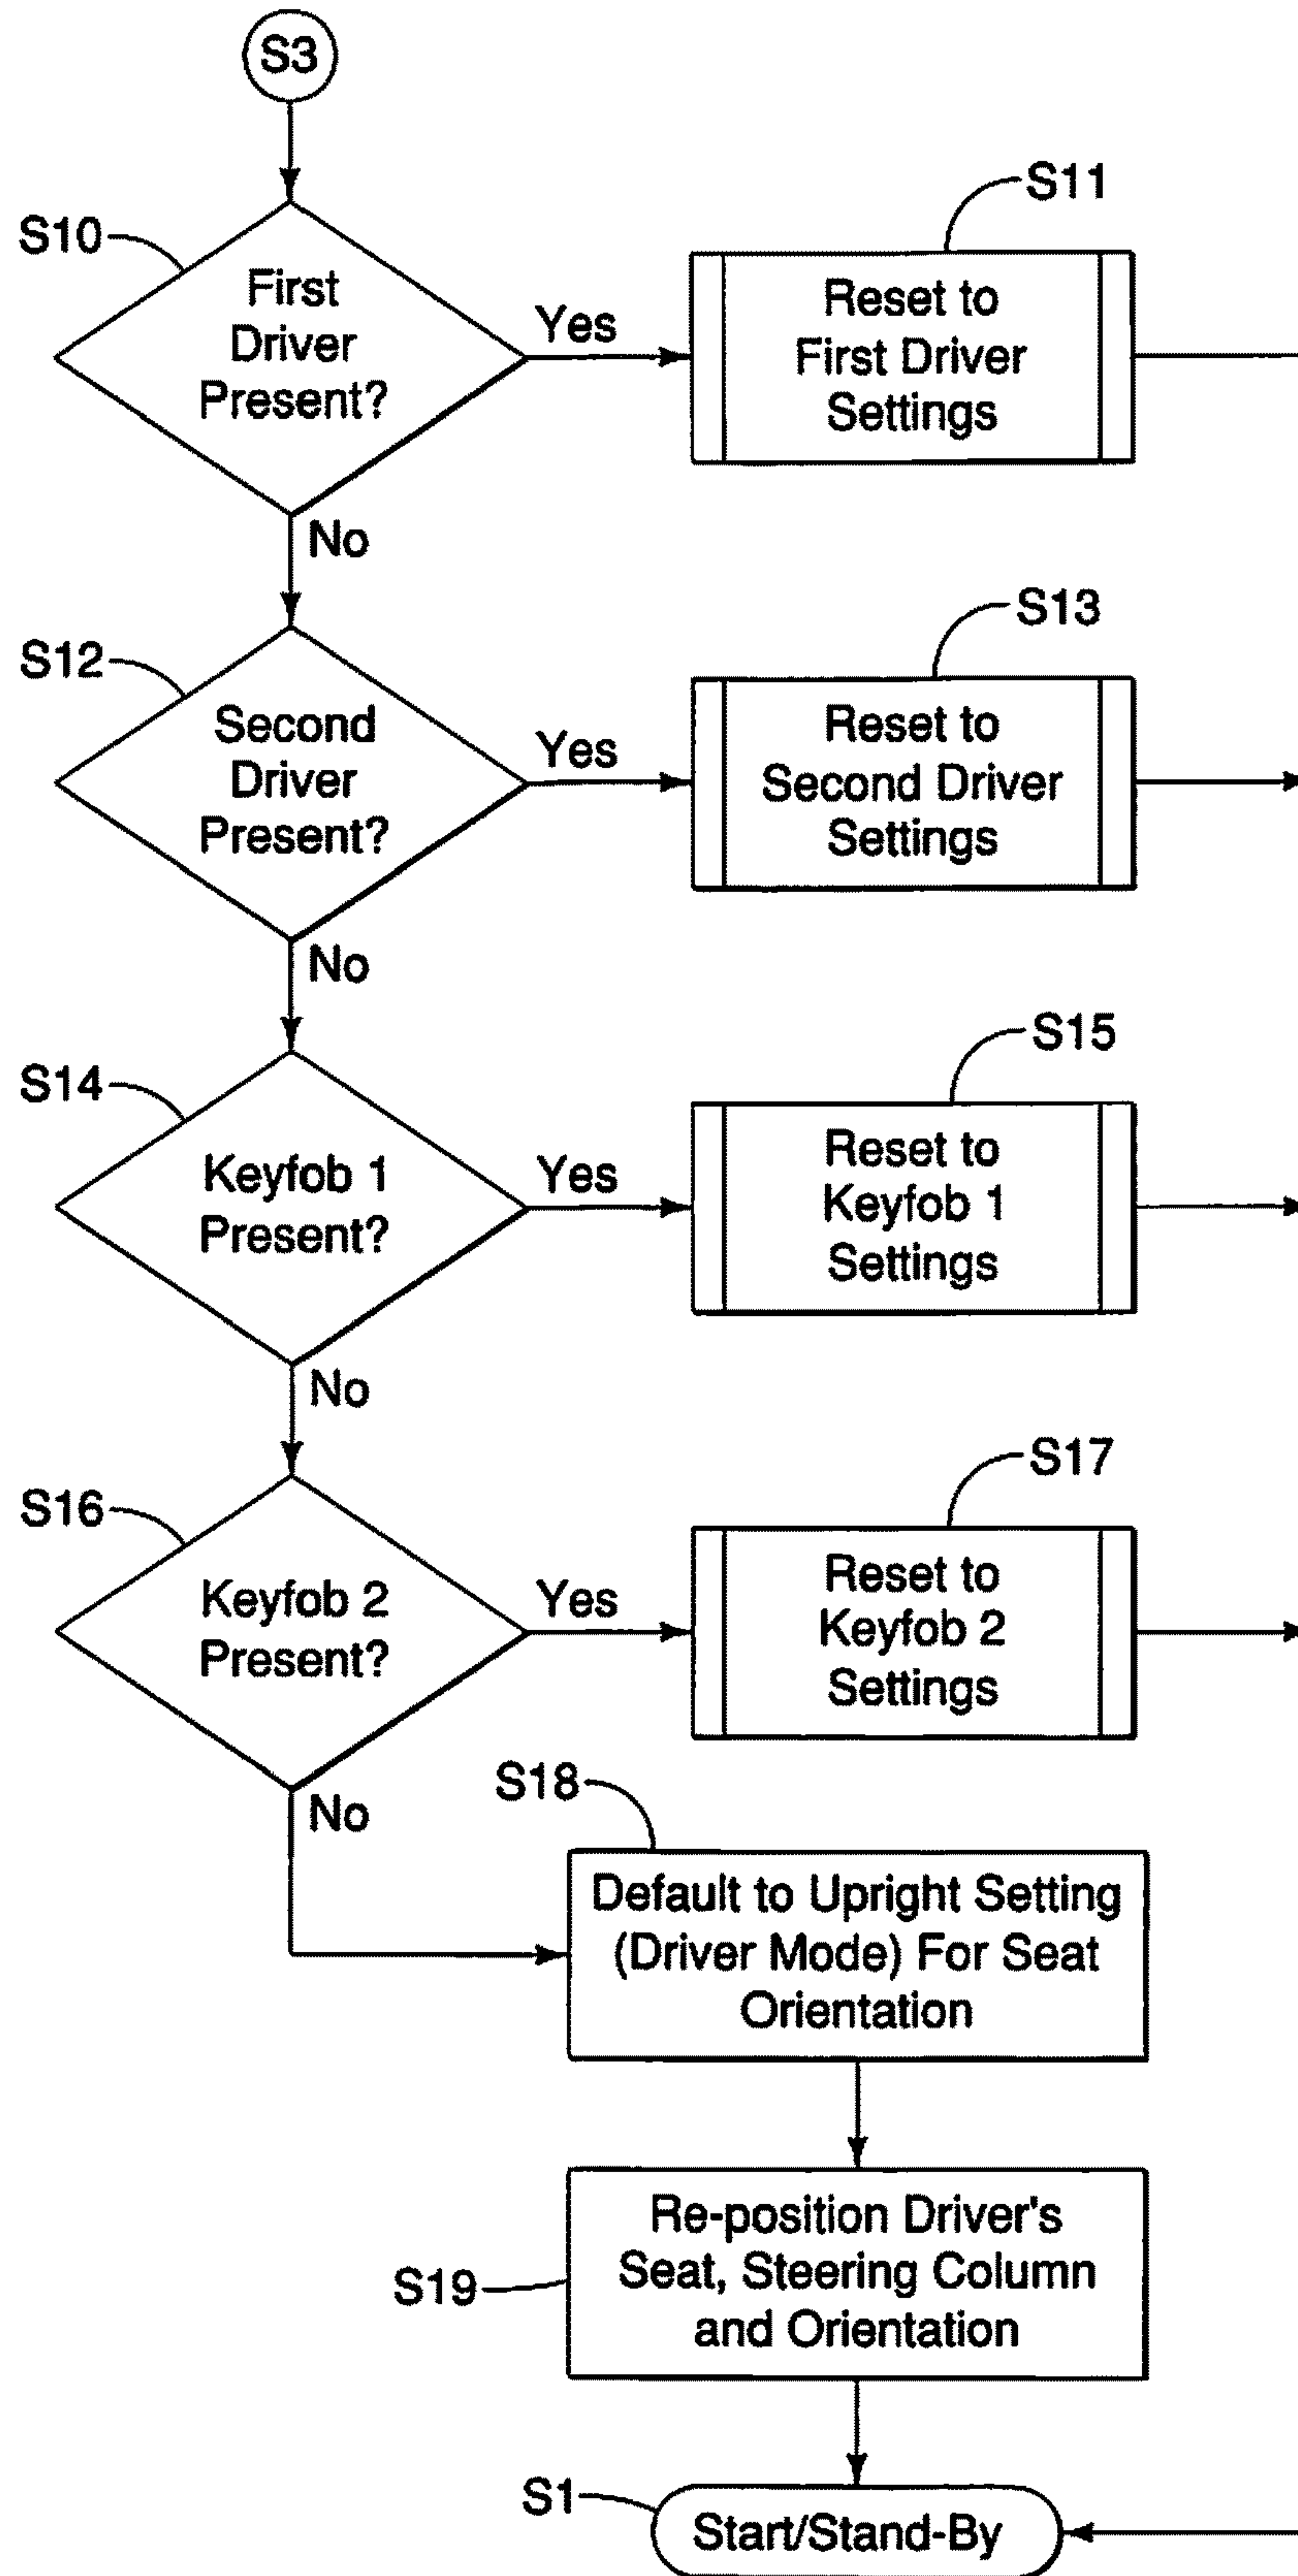 S3
S10
First
Driver
Present?
Yes
S11
Reset to
First Driver
Settings
No
S12
Second
Driver
Present?
Yes
S13
Reset to
Second Driver
Settings
No
S14
Keyfob 1
Present?
Yes
S15
Reset to
Keyfob 1
Settings
No
S16
Keyfob 2
Present?
Yes
S17
Reset to
Keyfob 2
Settings
No
S18
Default to Upright Setting
(Driver Mode) For Seat
Orientation
S19
Re-position Driver's
Seat, Steering Column
and Orientation
S1
Start/Stand-By